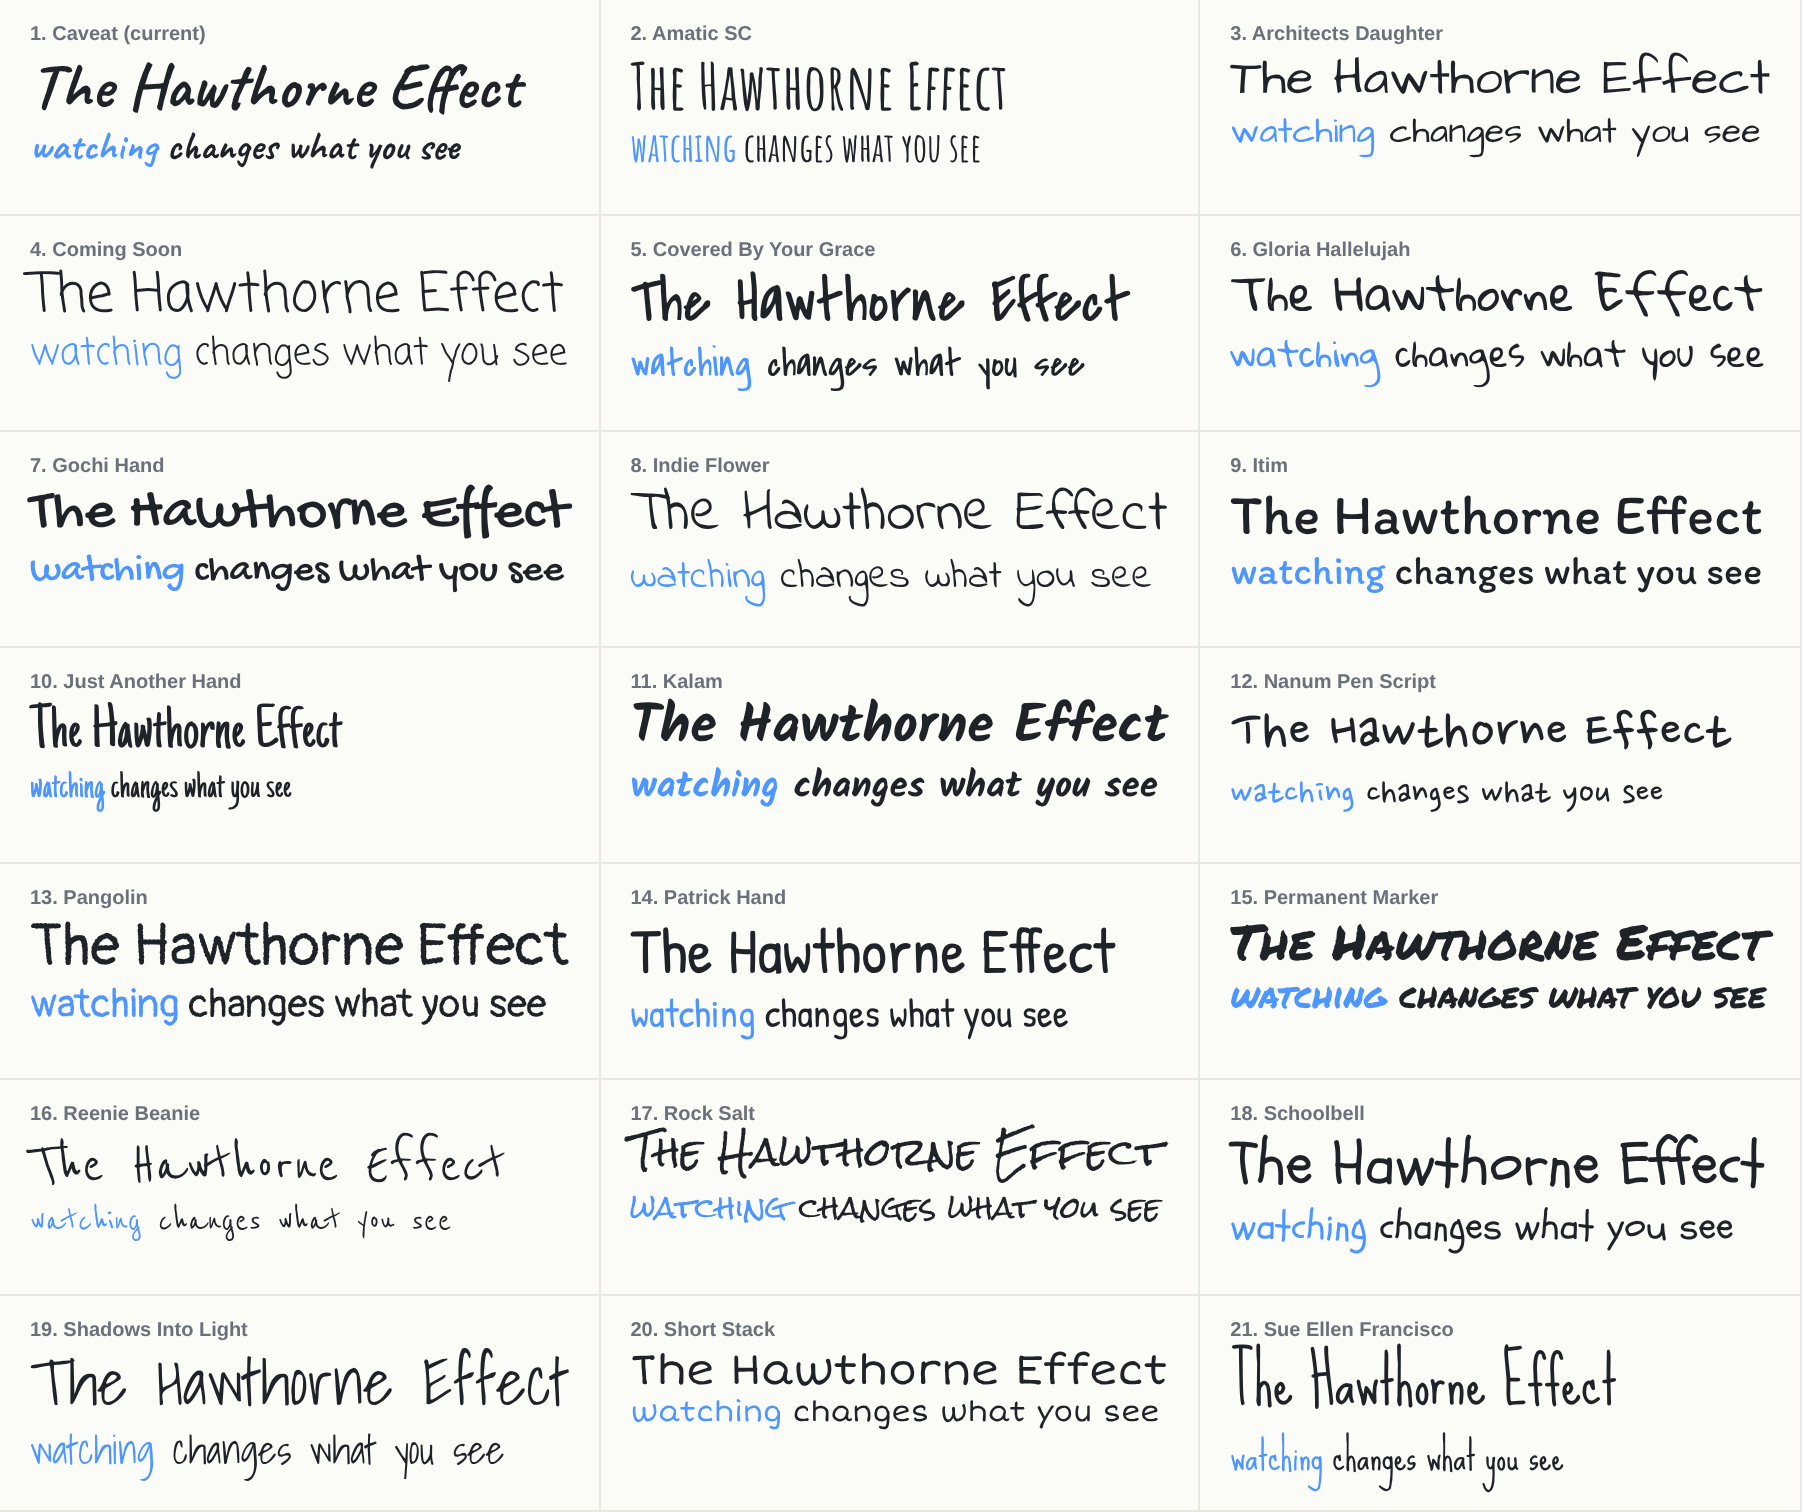 1. Caveat (current)
The Hawthorne Effect
watching changes what you see
2. Amatic SC
The Hawthorne Effect
watching changes what you see
3. Architects Daughter
The Hawthorne Effect
watching changes what you see
4. Coming Soon
The Hawthorne Effect
watching changes what you see
5. Covered By Your Grace
The Hawthorne Effect
watching changes what you see
6. Gloria Hallelujah
The Hawthorne Effect
watching changes what you see
7. Gochi Hand
The Hawthorne Effect
watching changes what you see
8. Indie Flower
The Hawthorne Effect
watching changes what you see
9. Itim
The Hawthorne Effect
watching changes what you see
10. Just Another Hand
The Hawthorne Effect
watching changes what you see
11. Kalam
The Hawthorne Effect
watching changes what you see
12. Nanum Pen Script
The Hawthorne Effect
watching changes what you see
13. Pangolin
The Hawthorne Effect
watching changes what you see
14. Patrick Hand
The Hawthorne Effect
watching changes what you see
15. Permanent Marker
The Hawthorne Effect
watching changes what you see
16. Reenie Beanie
The Hawthorne Effect
watching changes what you see
17. Rock Salt
The Hawthorne Effect
watching changes what you see
18. Schoolbell
The Hawthorne Effect
watching changes what you see
19. Shadows Into Light
The Hawthorne Effect
watching changes what you see
20. Short Stack
The Hawthorne Effect
watching changes what you see
21. Sue Ellen Francisco
The Hawthorne Effect
watching changes what you see